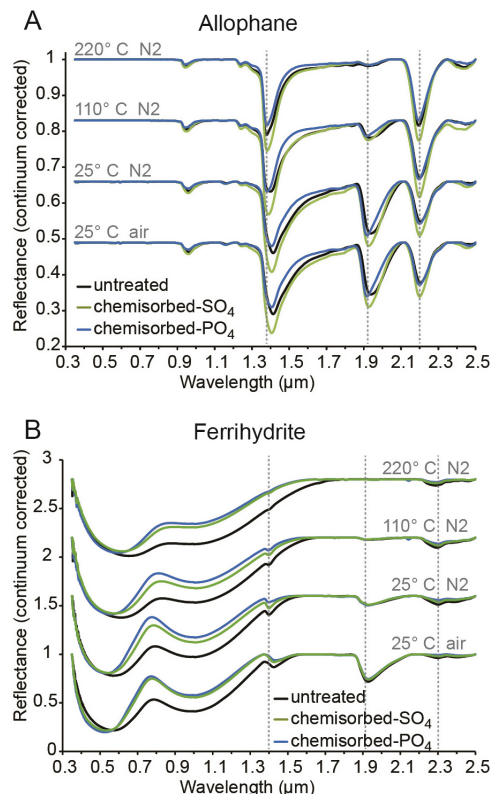 A
Allophane
Reflectance (continuum corrected)
1
0.9
0.8
0.7
0.6
0.5
0.4
0.3
0.2
220° C N2
110° C N2
25° C N2
25° C air
untreated
chemisorbed-SO4
chemisorbed-PO4
0.3 0.5 0.7 0.9 1.1 1.3 1.5 1.7 1.9 2.1 2.3 2.5
Wavelength (μm)
B
Ferrihydrite
Reflectance (continuum corrected)
3
2.5
2
1.5
1
0.5
0
220° C N2
110° C N2
25° C N2
25° C air
untreated
chemisorbed-SO4
chemisorbed-PO4
0.3 0.5 0.7 0.9 1.1 1.3 1.5 1.7 1.9 2.1 2.3 2.5
Wavelength (μm)